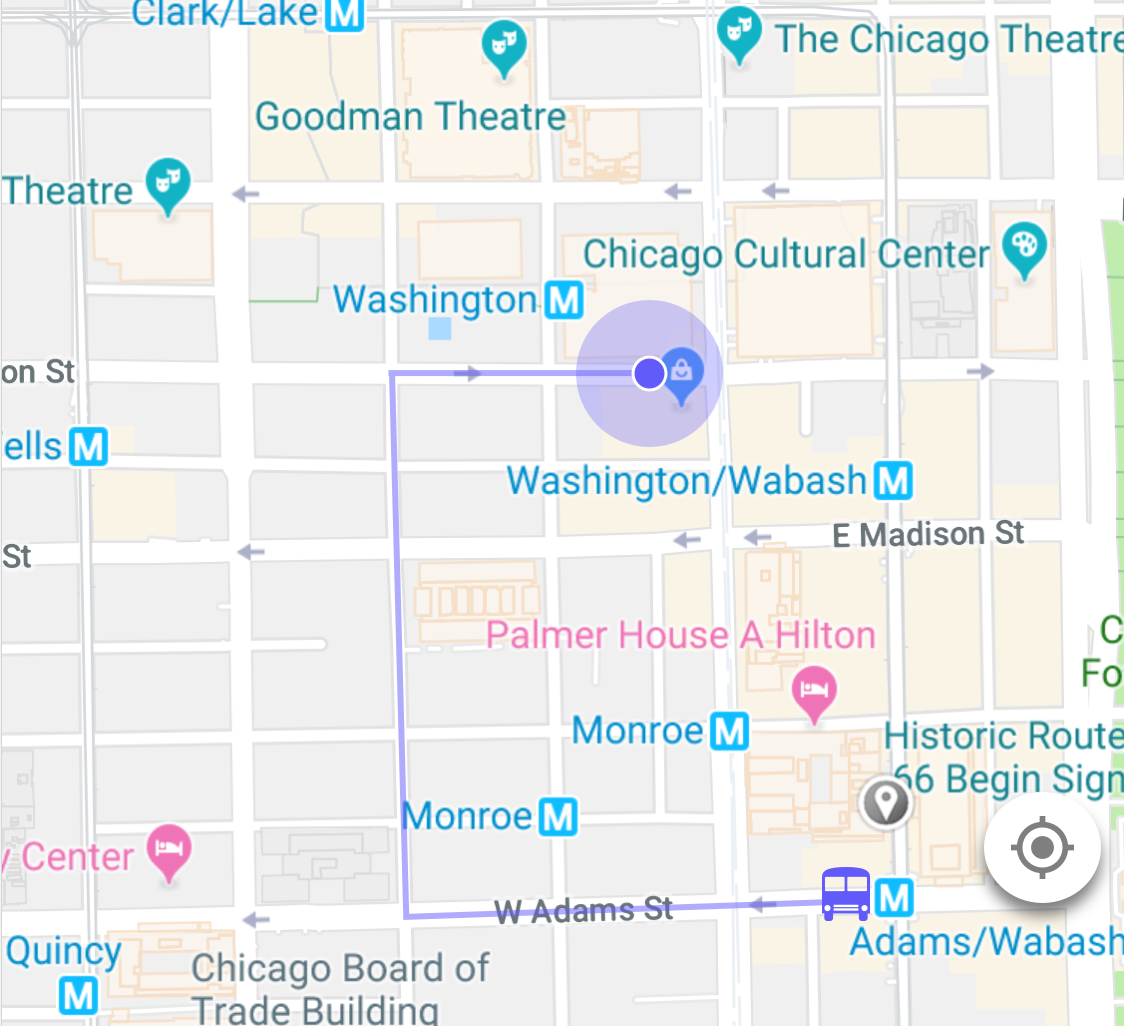 Clark/Lake M
The Chicago Theatre
Goodman Theatre
Theatre
Chicago Cultural Center
Washington M
on St
ells M
Washington/Wabash M
E Madison St
St
Palmer House A Hilton
C
Fo
Monroe M
Historic Route
66 Begin Sign
Monroe M
y Center
M
W Adams St
Adams/Wabash
Quincy
M
Chicago Board of
Trade Building